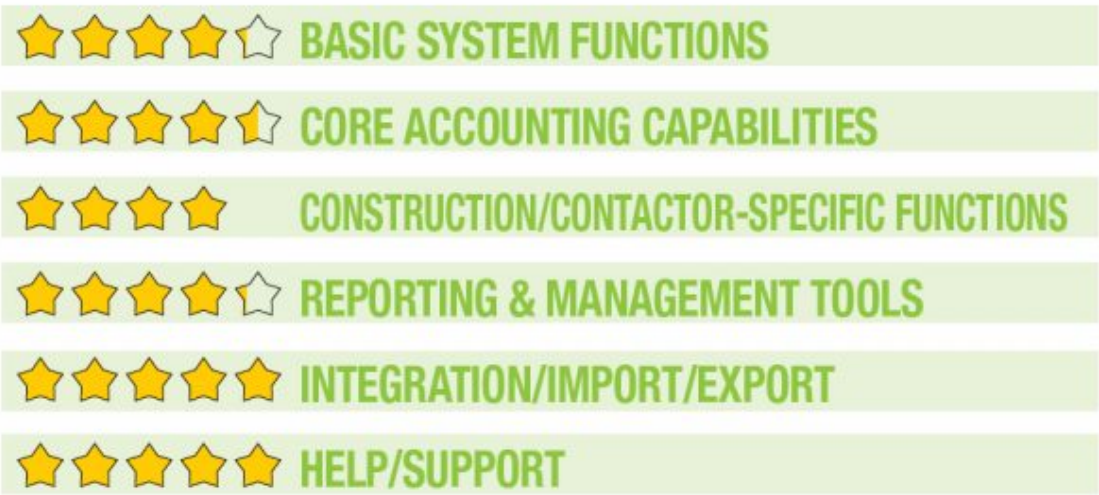 BASIC SYSTEM FUNCTIONS
CORE ACCOUNTING CAPABILITIES
CONSTRUCTION/CONTACTOR-SPECIFIC FUNCTIONS
REPORTING & MANAGEMENT TOOLS
INTEGRATION/IMPORT/EXPORT
HELP/SUPPORT